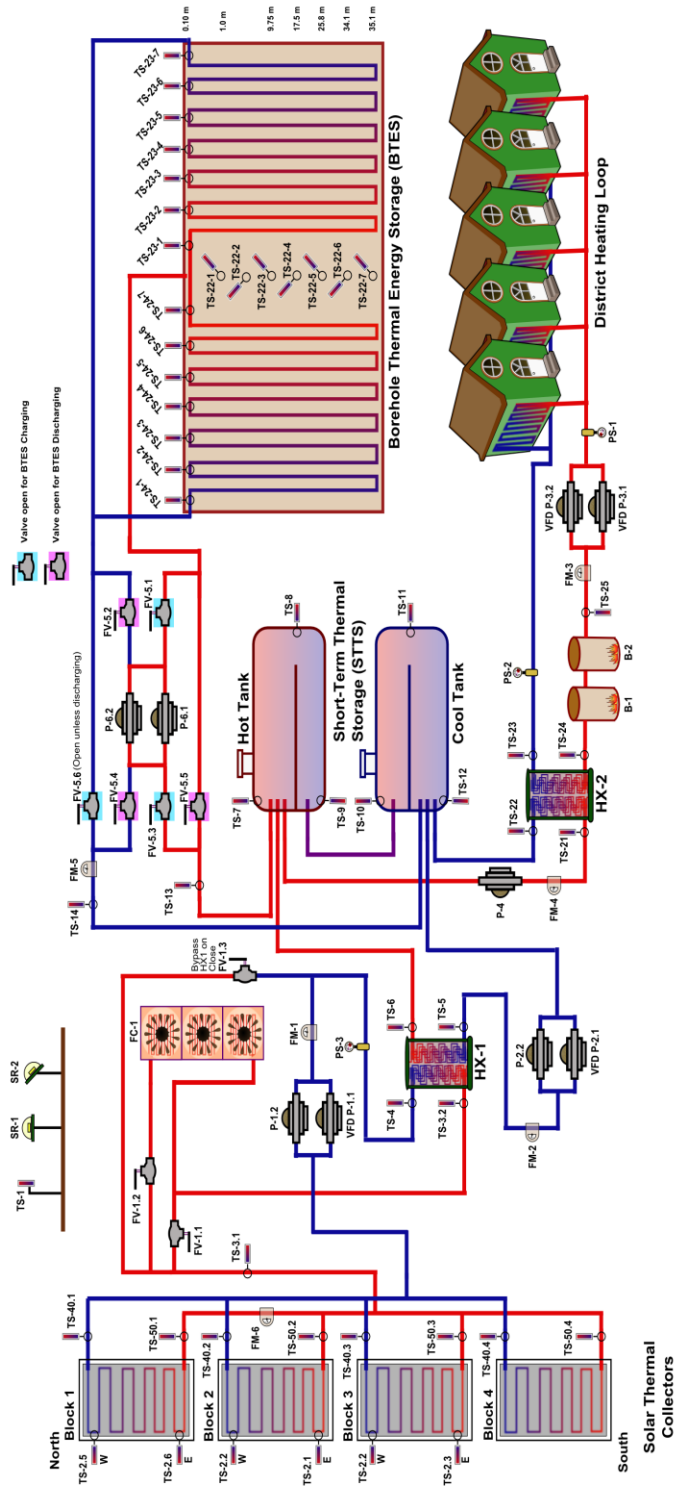 North
Block 1
TS-2.5
W
TS-2.6
E
TS-40.1
TS-50.1
Block 2
TS-2.2
W
TS-2.1
E
TS-40.2
TS-50.2
FM-6
Block 3
TS-2.2
W
TS-2.3
E
TS-40.3
TS-50.3
Block 4
TS-40.4
TS-50.4
South
Solar Thermal
Collectors
TS-1
SR-1
SR-2
TS-3.1
FV-1.1
FV-1.2
FC-1
Bypass
HX1 on
Close
FV-1.3
P-1.2
VFD P-1.1
FM-1
PS-3
TS-4
TS-3.2
TS-6
TS-5
HX-1
FM-2
P-2.2
VFD P-2.1
TS-14
FM-5
TS-13
FV-5.6 (Open unless discharging)
FV-5.4
FV-5.3
FV-5.5
P-6.2
P-6.1
FV-5.2
FV-5.1
Valve open for BTES Charging
Valve open for BTES Discharging
TS-7
Hot Tank
TS-8
TS-9
Short-Term Thermal
Storage (STTS)
TS-10
Cool Tank
TS-11
TS-12
P-4
FM-4
TS-22
TS-21
TS-23
TS-24
HX-2
PS-2
B-1
B-2
TS-25
FM-3
VFD P-3.2
VFD P-3.1
PS-1
District Heating Loop
TS-24-1
TS-24-2
TS-24-3
TS-24-4
TS-24-5
TS-24-6
TS-24-7
TS-23-1
TS-23-2
TS-23-3
TS-23-4
TS-23-5
TS-23-6
TS-23-7
TS-22-1
TS-22-2
TS-22-3
TS-22-4
TS-22-5
TS-22-6
TS-22-7
0.10 m
1.0 m
9.75 m
17.5 m
25.8 m
34.1 m
35.1 m
Borehole Thermal Energy Storage (BTES)